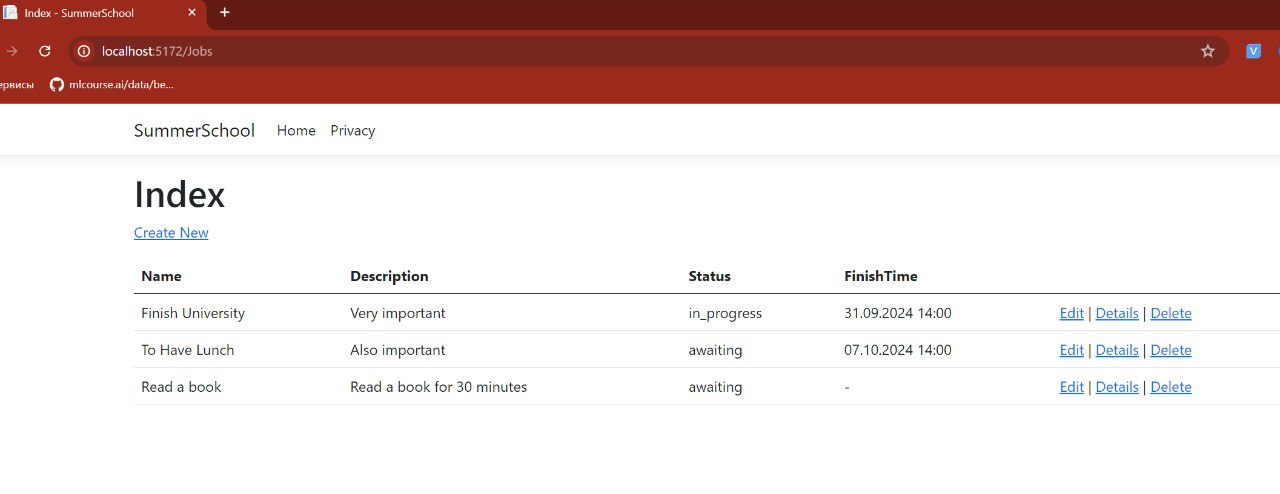 Index - SummerSchool
localhost:5172/Jobs
ервисы mlcourse.ai/data/be...
V
SummerSchool Home Privacy
Index
Create New
Name Description Status FinishTime
Finish University Very important in_progress 31.09.2024 14:00 Edit | Details | Delete
To Have Lunch Also important awaiting 07.10.2024 14:00 Edit | Details | Delete
Read a book Read a book for 30 minutes awaiting - Edit | Details | Delete